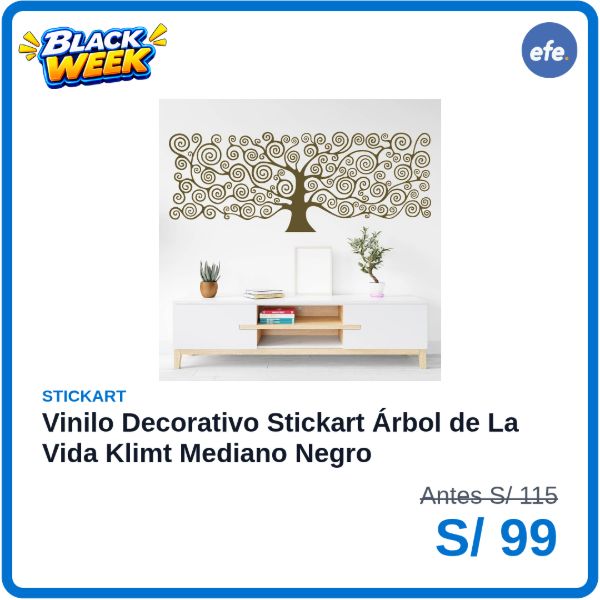 BLACK
WEEK
efe.
STICKART
Vinilo Decorativo Stickart Árbol de La
Vida Klimt Mediano Negro
Antes S/ 115
S/ 99